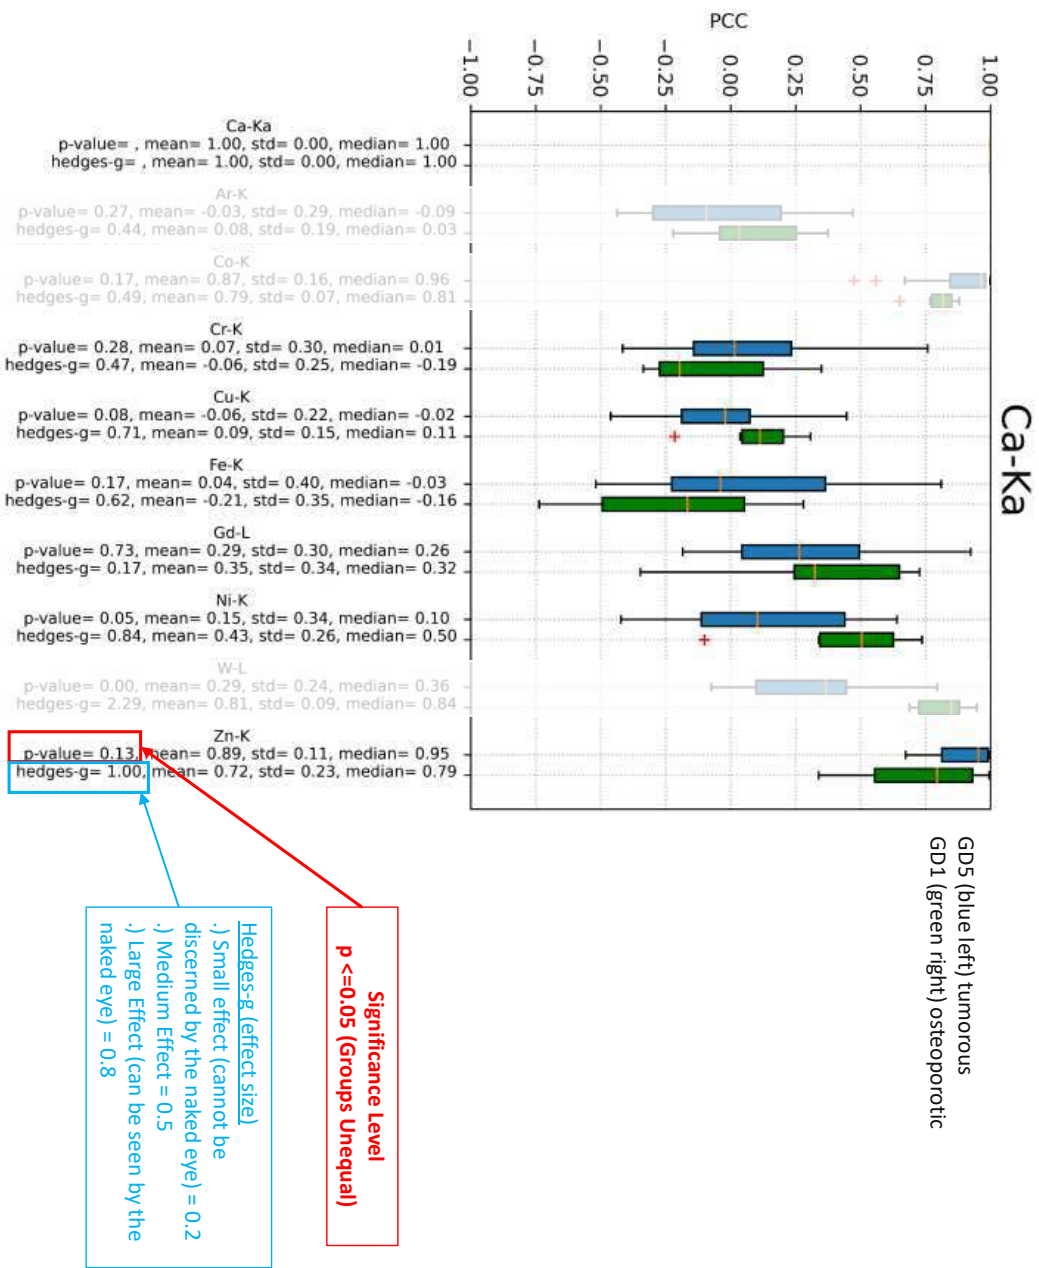 Ca-Ka
PCC
1.00
0.75
0.50
0.25
0.00
−0.25
−0.50
−0.75
−1.00
Ca-Ka
p-value= , mean= 1.00, std= 0.00, median= 1.00
hedges-g= , mean= 1.00, std= 0.00, median= 1.00
Ar-K
p-value= 0.27, mean= -0.03, std= 0.29, median= -0.09
hedges-g= 0.44, mean= 0.08, std= 0.19, median= 0.03
Co-K
p-value= 0.17, mean= 0.87, std= 0.16, median= 0.96
hedges-g= 0.49, mean= 0.79, std= 0.07, median= 0.81
Cr-K
p-value= 0.28, mean= 0.07, std= 0.30, median= 0.01
hedges-g= 0.47, mean= -0.06, std= 0.25, median= -0.19
Cu-K
p-value= 0.08, mean= -0.06, std= 0.22, median= -0.02
hedges-g= 0.71, mean= 0.09, std= 0.15, median= 0.11
Fe-K
p-value= 0.17, mean= 0.04, std= 0.40, median= -0.03
hedges-g= 0.62, mean= -0.21, std= 0.35, median= -0.16
Gd-L
p-value= 0.73, mean= 0.29, std= 0.30, median= 0.26
hedges-g= 0.17, mean= 0.35, std= 0.34, median= 0.32
Ni-K
p-value= 0.05, mean= 0.15, std= 0.34, median= 0.10
hedges-g= 0.84, mean= 0.43, std= 0.26, median= 0.50
W-L
p-value= 0.00, mean= 0.29, std= 0.24, median= 0.36
hedges-g= 2.29, mean= 0.81, std= 0.09, median= 0.84
Zn-K
p-value= 0.13, mean= 0.89, std= 0.11, median= 0.95
hedges-g= 1.00, mean= 0.72, std= 0.23, median= 0.79
GD5 (blue left) tumorous
GD1 (green right) osteoporotic
Significance Level
p <=0.05 (Groups Unequal)
Hedges-g (effect size)
.) Small effect (cannot be
discerned by the naked eye) = 0.2
.) Medium Effect = 0.5
.) Large Effect (can be seen by the
naked eye) = 0.8